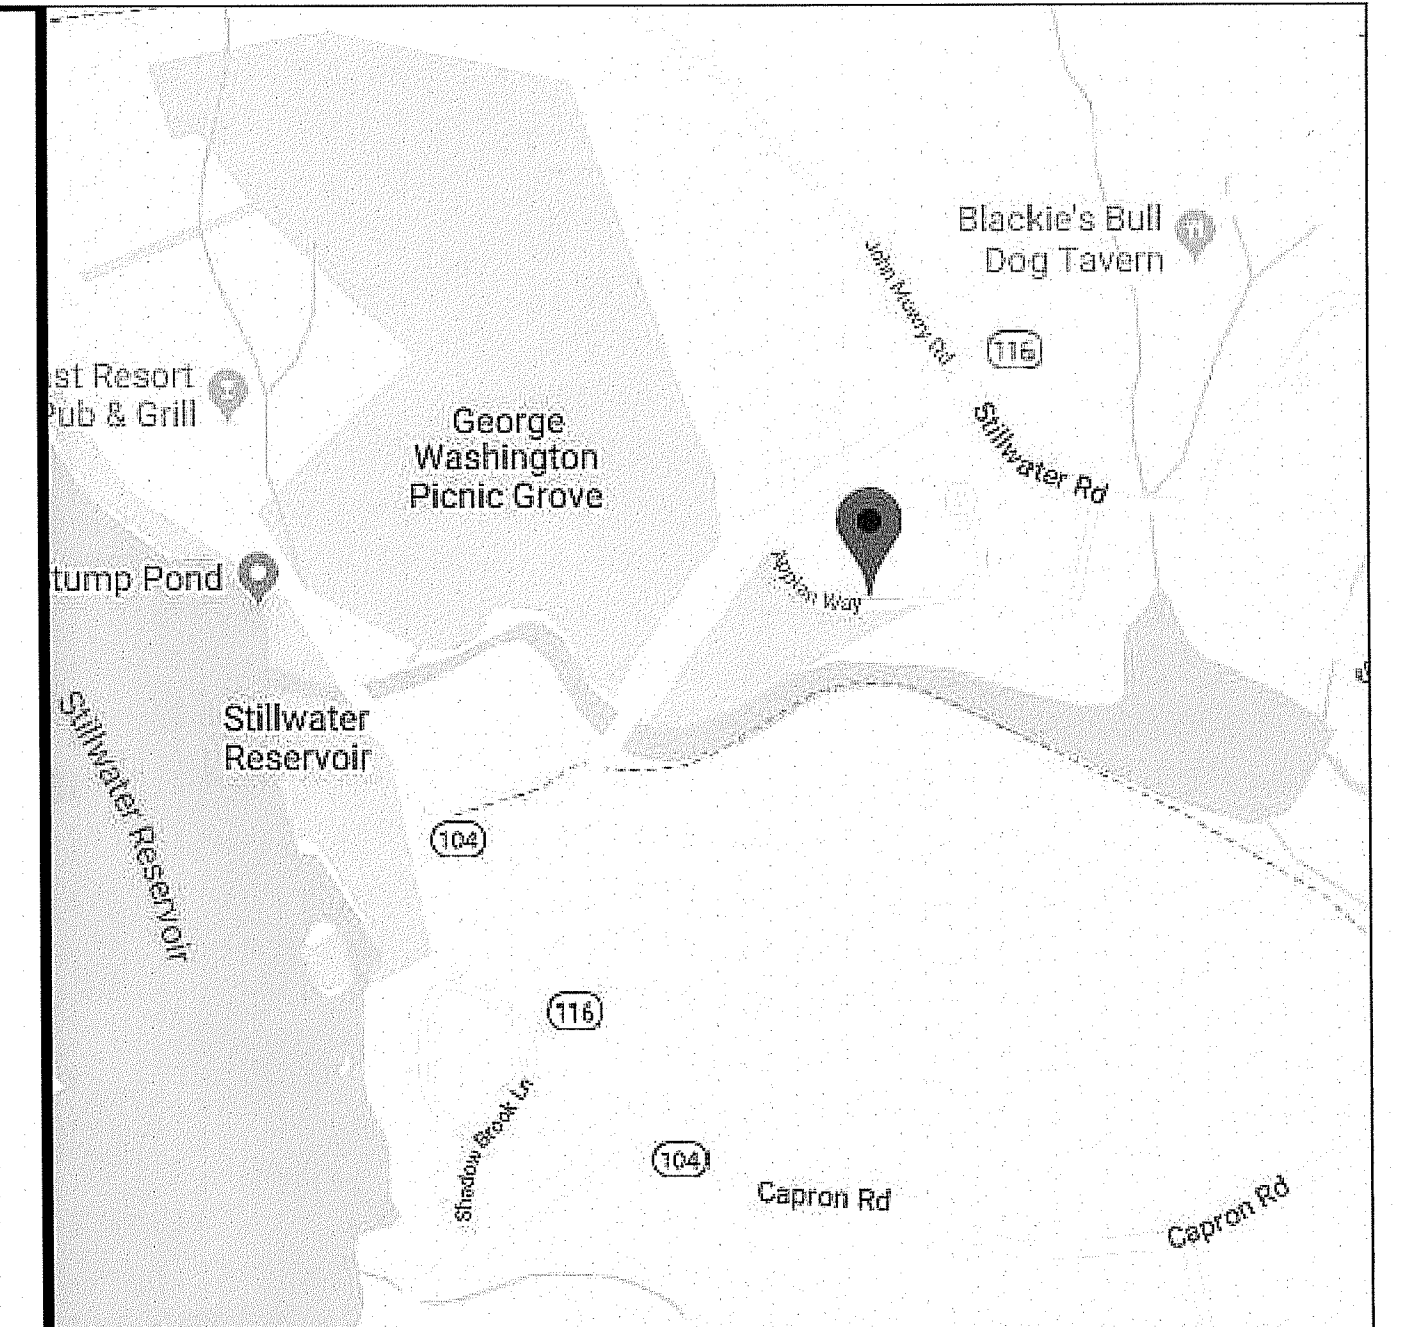 Blackie's Bull
Dog Tavern
John Mowry Rd
116
st Resort
Pub & Grill
Stillwater Rd
George
Washington
Picnic Grove
Appian Way
tump Pond
Stillwater
Reservoir
Stillwater Reservoir
104
116
Shadow Brook Ln
104
Capron Rd
Capron Rd